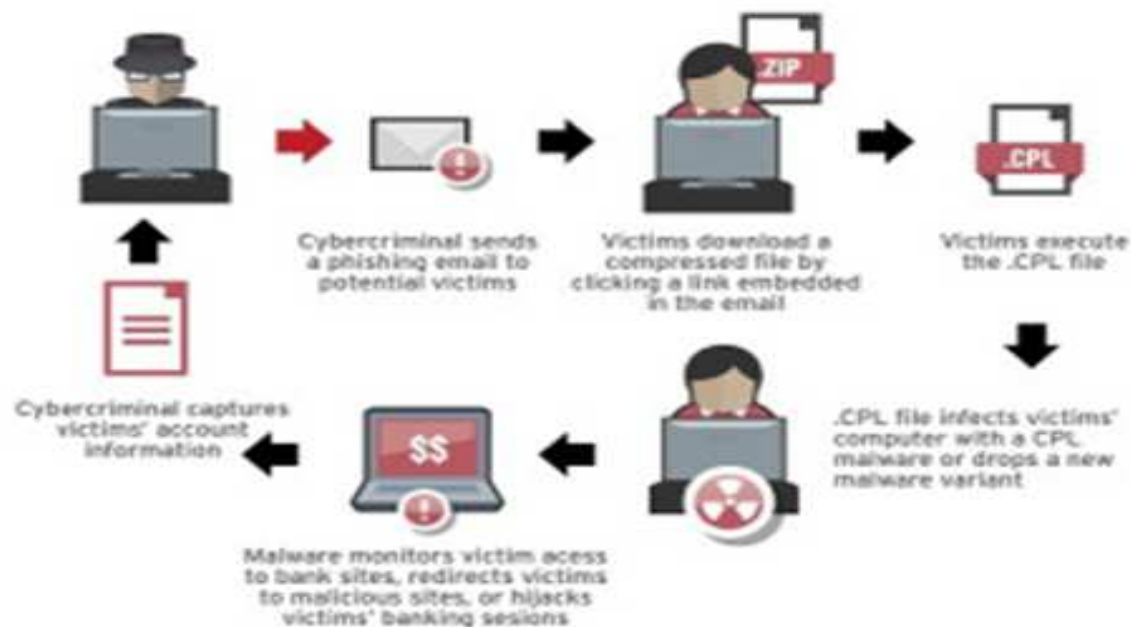 .ZIP
.CPL
Cybercriminal sends
a phishing email to
potential victims
Victims download a
compressed file by
clicking a link embedded
in the email
Victims execute
the .CPL file
.CPL file infects victims'
computer with a CPL
malware or drops a new
malware variant
$$
Malware monitors victim acess
to bank sites, redirects victims
to malicious sites, or hijacks
victims' banking sesions
Cybercriminal captures
victims' account
information